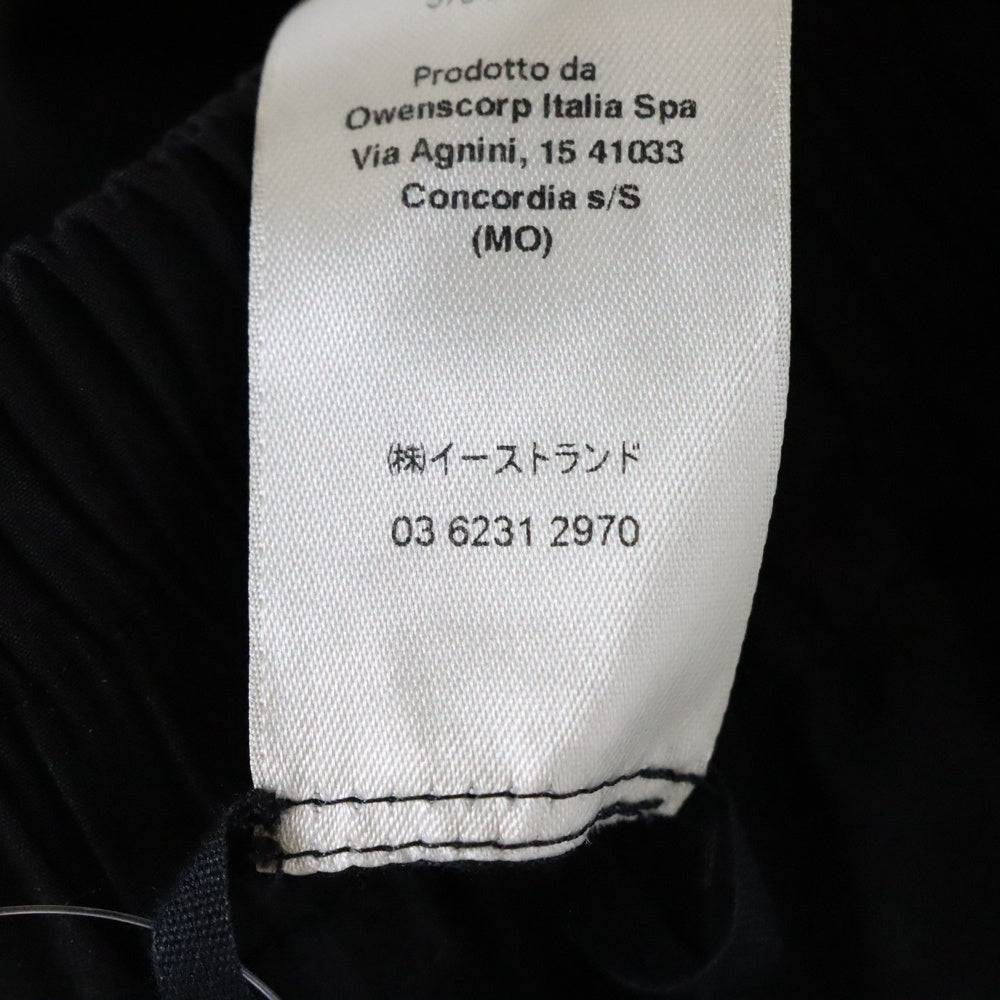 Prodotto da
Owenscorp Italia Spa
Via Agnini, 15 41033
Concordia s/S
(MO)
㈱イーストランド
03 6231 2970